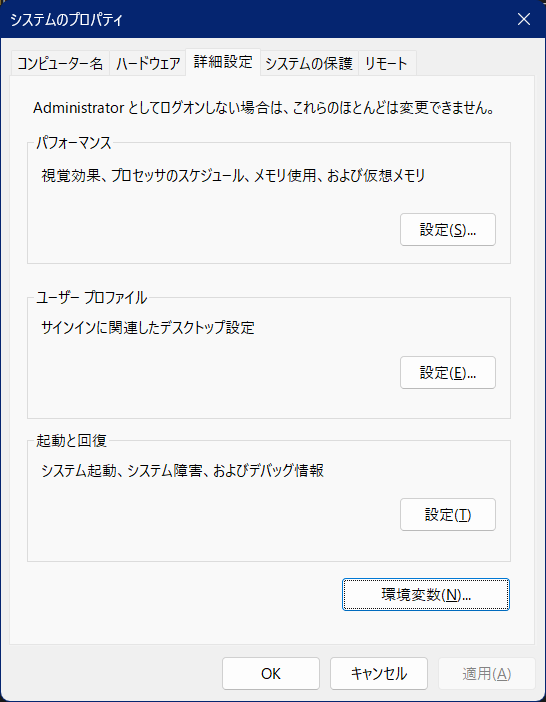 システムのプロパティ
コンピューター名 ハードウェア 詳細設定 システムの保護 リモート
Administrator としてログオンしない場合は、これらのほとんどは変更できません。
パフォーマンス
視覚効果、プロセッサのスケジュール、メモリ使用、および仮想メモリ
設定(S)...
ユーザー プロファイル
サインインに関連したデスクトップ設定
設定(E)...
起動と回復
システム起動、システム障害、およびデバッグ情報
設定(T)
環境変数(N)...
OK キャンセル 適用(A)